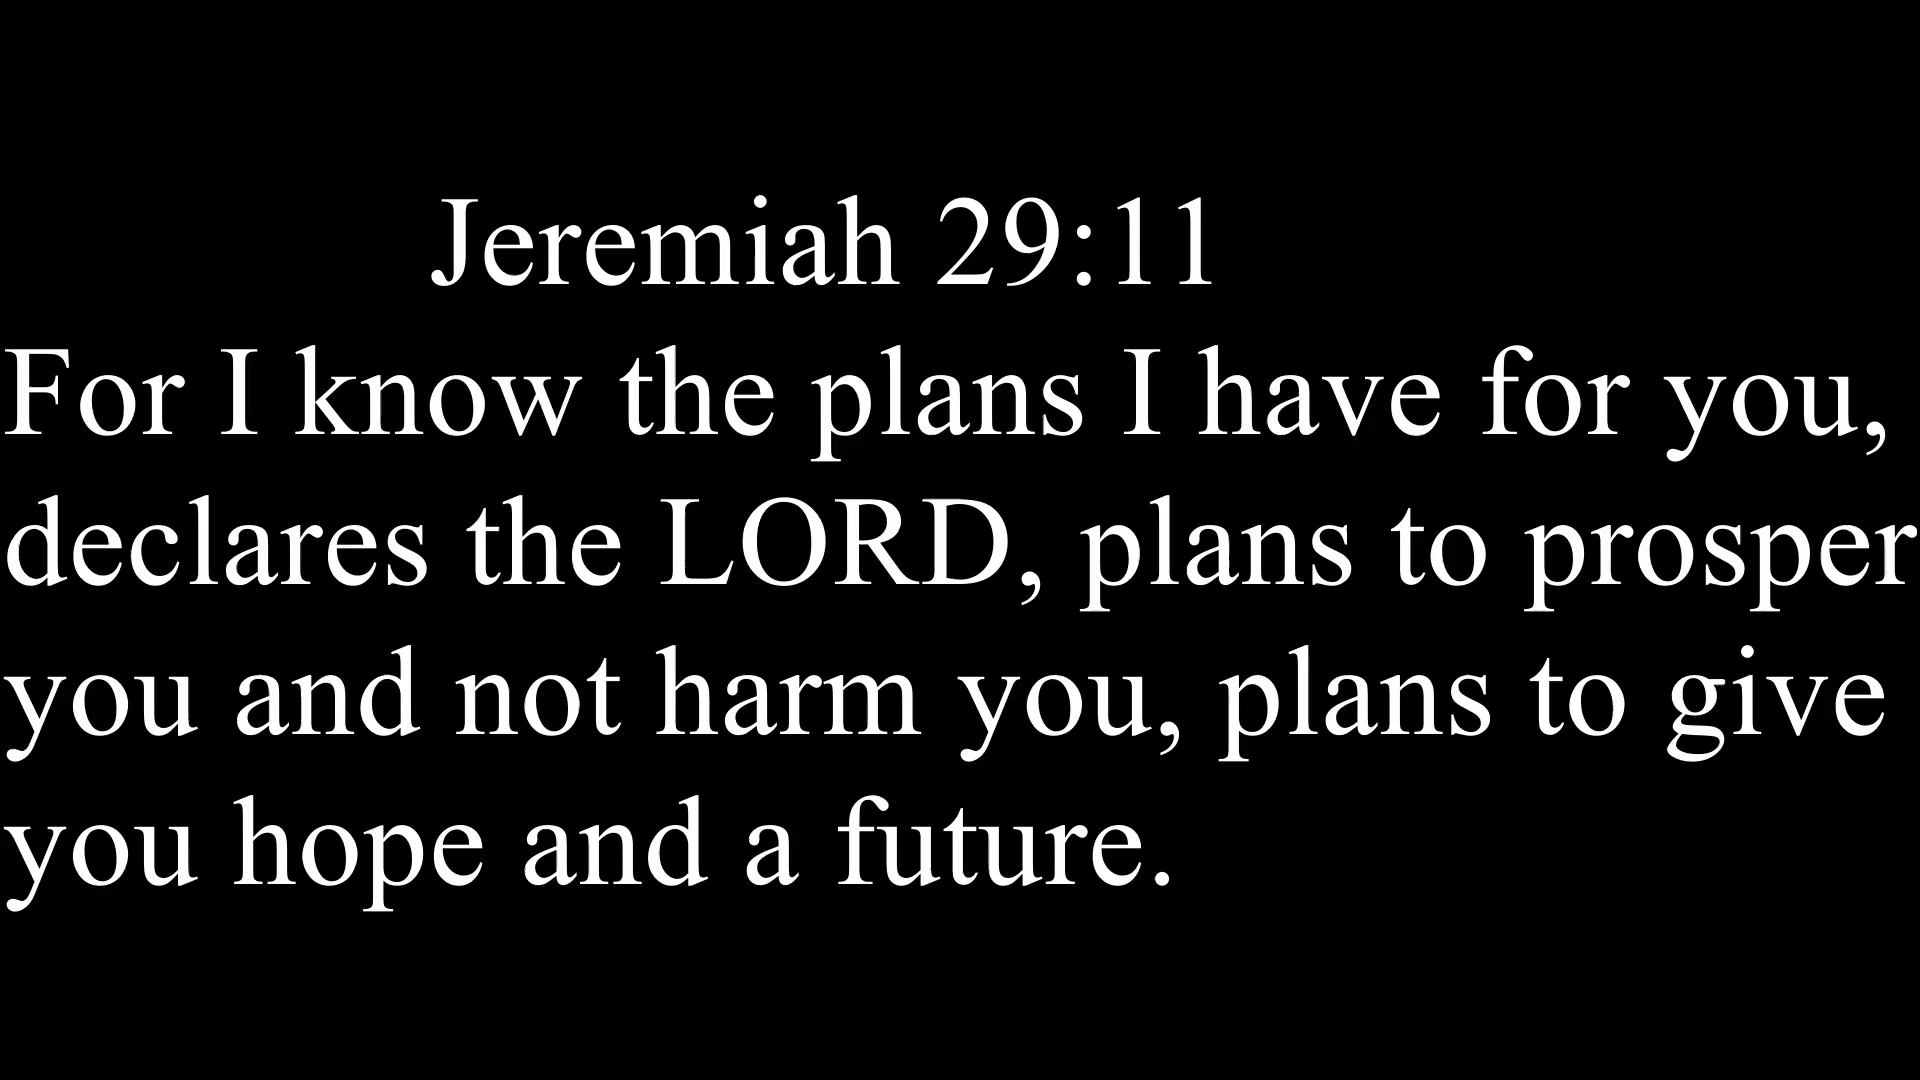 Jeremiah 29:11
For I know the plans I have for you,
declares the LORD, plans to prosper
you and not harm you, plans to give
you hope and a future.